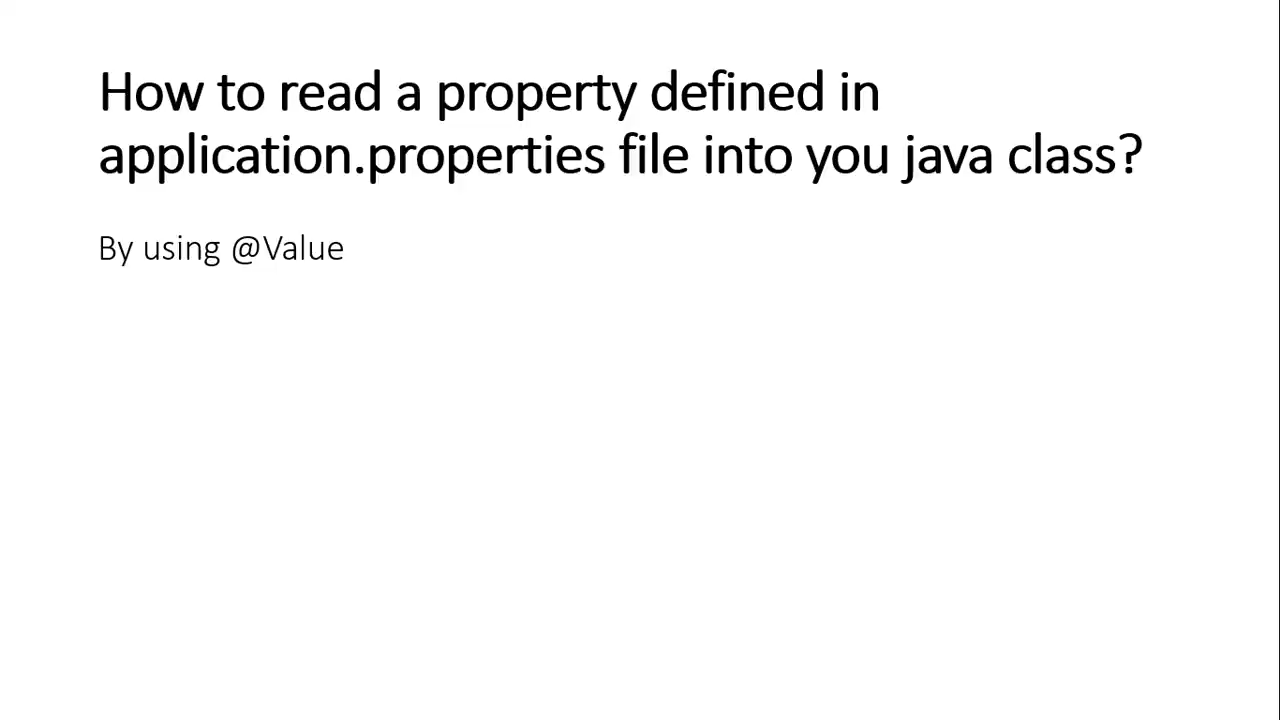 How to read a property defined in
application.properties file into you java class?
By using @Value